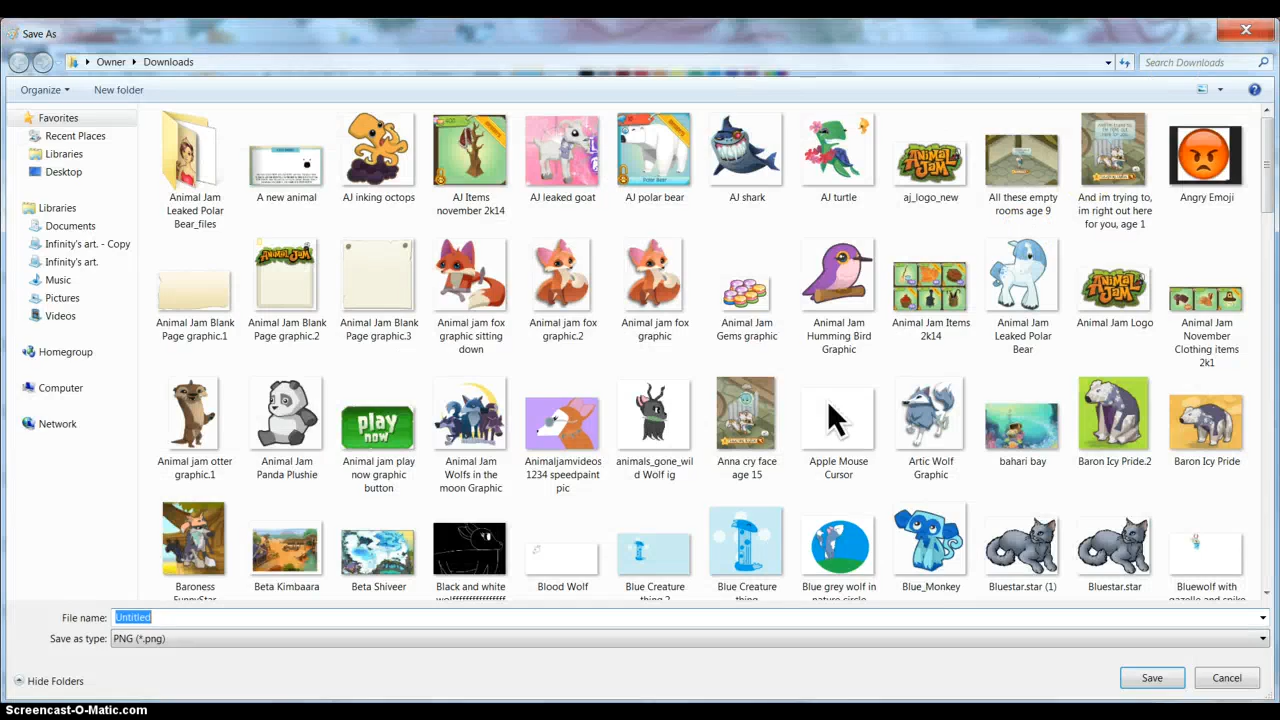 Save As
Owner
Downloads
Search Downloads
Organize
New folder
Favorites
Recent Places
Libraries
Desktop
Libraries
Documents
Infinity's art. - Copy
Infinity's art.
Music
Pictures
Videos
Homegroup
Computer
Network
Animal Jam
Leaked Polar
Bear_files
A new animal
AJ inking octops
AJ Items
november 2k14
AJ leaked goat
AJ polar bear
AJ shark
AJ turtle
aj_logo_new
All these empty
rooms age 9
And im trying to,
im right out here
for you, age 1
Angry Emoji
Animal Jam Blank
Page graphic.1
Animal Jam Blank
Page graphic.2
Animal Jam Blank
Page graphic.3
Animal jam fox
graphic sitting
down
Animal jam fox
graphic.2
Animal jam fox
graphic
Animal Jam
Gems graphic
Animal Jam
Humming Bird
Graphic
Animal Jam Items
2k14
Animal Jam
Leaked Polar
Bear
Animal Jam Logo
Animal Jam
November
Clothing items
2k1
Animal jam otter
graphic.1
Animal Jam
Panda Plushie
play
now
Animal jam play
now graphic
button
Animal Jam
Wolfs in the
moon Graphic
Animaljamvideos
1234 speedpaint
pic
animals_gone_wil
d Wolf ig
Anna cry face
age 15
Apple Mouse
Cursor
Artic Wolf
Graphic
bahari bay
Baron Icy Pride.2
Baron Icy Pride
Baroness
FunnyStar
Beta Kimbaara
Beta Shiveer
Black and white
Blood Wolf
Blue Creature
thing.2
Blue Creature
thing
Blue grey wolf in
nature circle
Blue_Monkey
Bluestar.star (1)
Bluestar.star
Bluewolf with
gazelle and spike
File name:
Untitled
Save as type:
PNG (*.png)
Hide Folders
Save
Cancel
Screencast-O-Matic.com